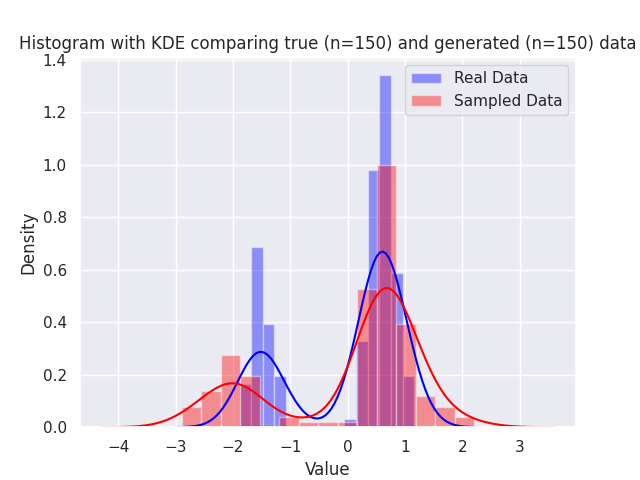 Histogram with KDE comparing true (n=150) and generated (n=150) data
Real Data
Sampled Data
Density
1.4
1.2
1.0
0.8
0.6
0.4
0.2
0.0
−4 −3 −2 −1 0 1 2 3
Value